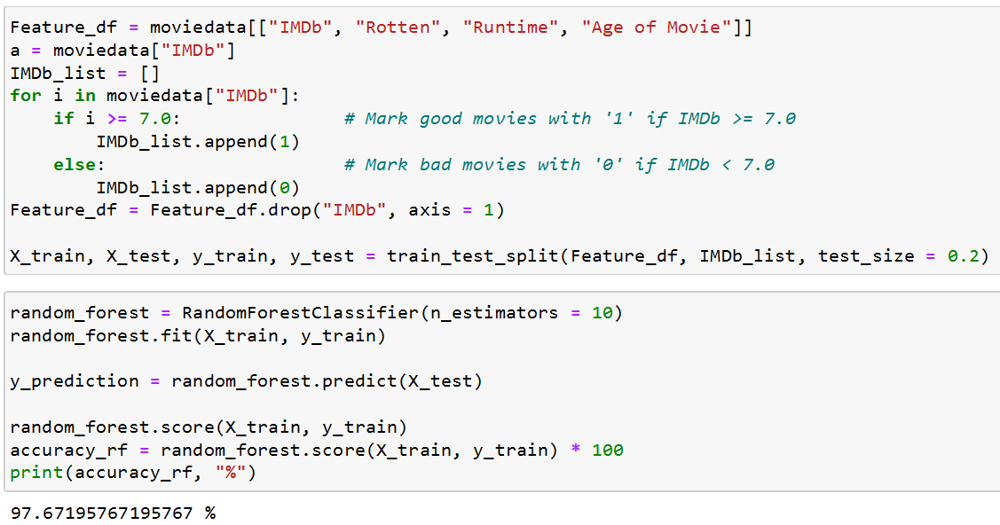 Feature_df = moviedata[["IMDb", "Rotten", "Runtime", "Age of Movie"]]
a = moviedata["IMDb"]
IMDb_list = []
for i in moviedata["IMDb"]:
    if i >= 7.0:                # Mark good movies with '1' if IMDb >= 7.0
        IMDb_list.append(1)
    else:                       # Mark bad movies with '0' if IMDb < 7.0
        IMDb_list.append(0)
Feature_df = Feature_df.drop("IMDb", axis = 1)

X_train, X_test, y_train, y_test = train_test_split(Feature_df, IMDb_list, test_size = 0.2)

random_forest = RandomForestClassifier(n_estimators = 10)
random_forest.fit(X_train, y_train)

y_prediction = random_forest.predict(X_test)

random_forest.score(X_train, y_train)
accuracy_rf = random_forest.score(X_train, y_train) * 100
print(accuracy_rf, "%")

97.67195767195767 %